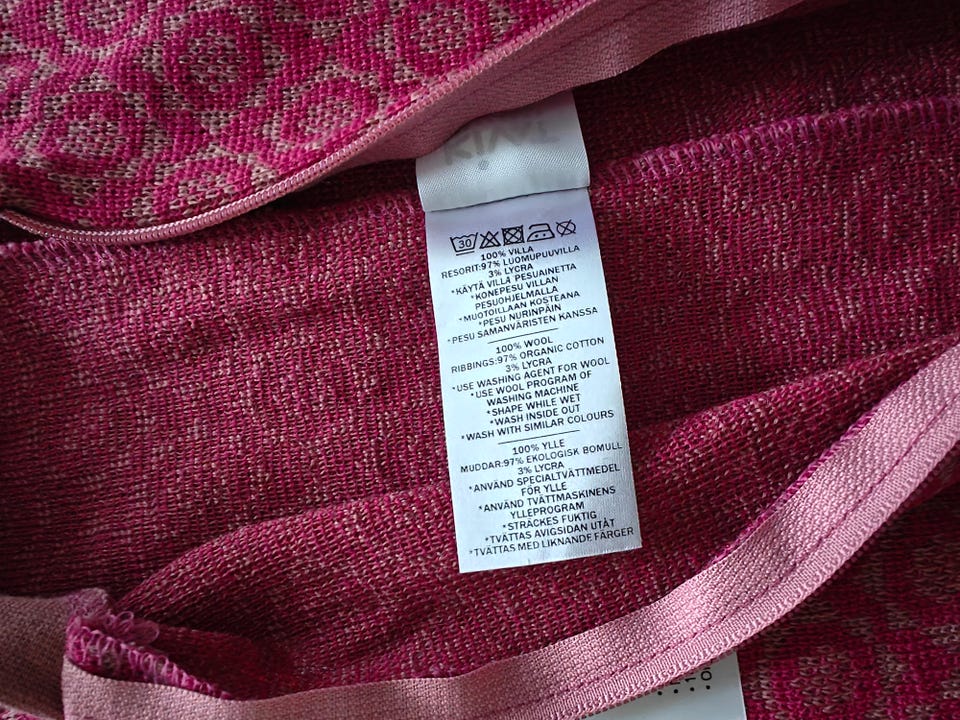 30
100% VILLA
RESORIT:97% LUOMUPUUVILLA
3% LYCRA
*KÄYTÄ VILLA PESUAINETTA
*KONEPESU VILLAN
PESUOHJELMALLA
*MUOTOILLAAN KOSTEANA
*PESU NURINPÄIN
*PESU SAMANVÄRISTEN KANSSA
100% WOOL
RIBBINGS:97% ORGANIC COTTON
3% LYCRA
*USE WASHING AGENT FOR WOOL
*USE WOOL PROGRAM OF
WASHING MACHINE
*SHAPE WHILE WET
*WASH INSIDE OUT
*WASH WITH SIMILAR COLOURS
100% YLLE
MUDDAR:97% EKOLOGISK BOMULL
3% LYCRA
*ANVÄND SPECIALTVÄTTMEDEL
FÖR YLLE
*ANVÄND TVÄTTMASKINENS
YLLEPROGRAM
*STRÄCKES FUKTIG
*TVÄTTAS AVIGSIDAN UTÅT
*TVÄTTAS MED LIKNANDE FÄRGER